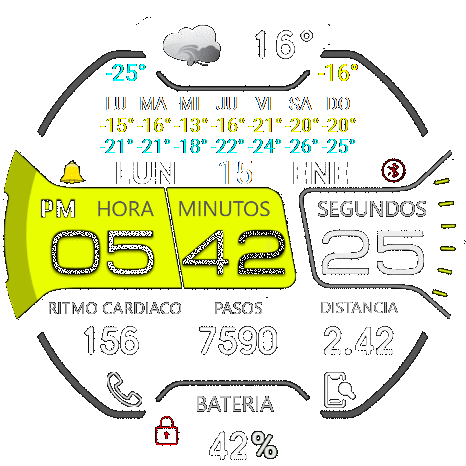 16°
-25° -16°
LU MA MI JU VI SA DO
-15° -16° -13° -16° -21° -20° -20°
-21° -21° -18° -22° -24° -26° -25°
LUN 15 ENE
PM HORA MINUTOS SEGUNDOS
05 42 25
RITMO CARDIACO PASOS DISTANCIA
156 7590 2.42
BATERIA
42%